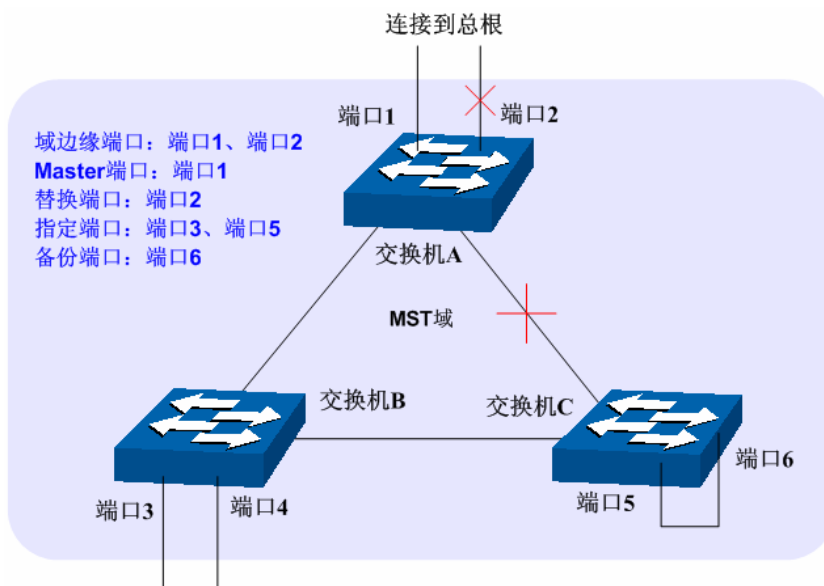 连接到总根
端口1
端口2
域边缘端口：端口1、端口2
Master端口：端口1
替换端口：端口2
指定端口：端口3、端口5
备份端口：端口6
交换机A
MST域
交换机B
交换机C
端口3
端口4
端口5
端口6